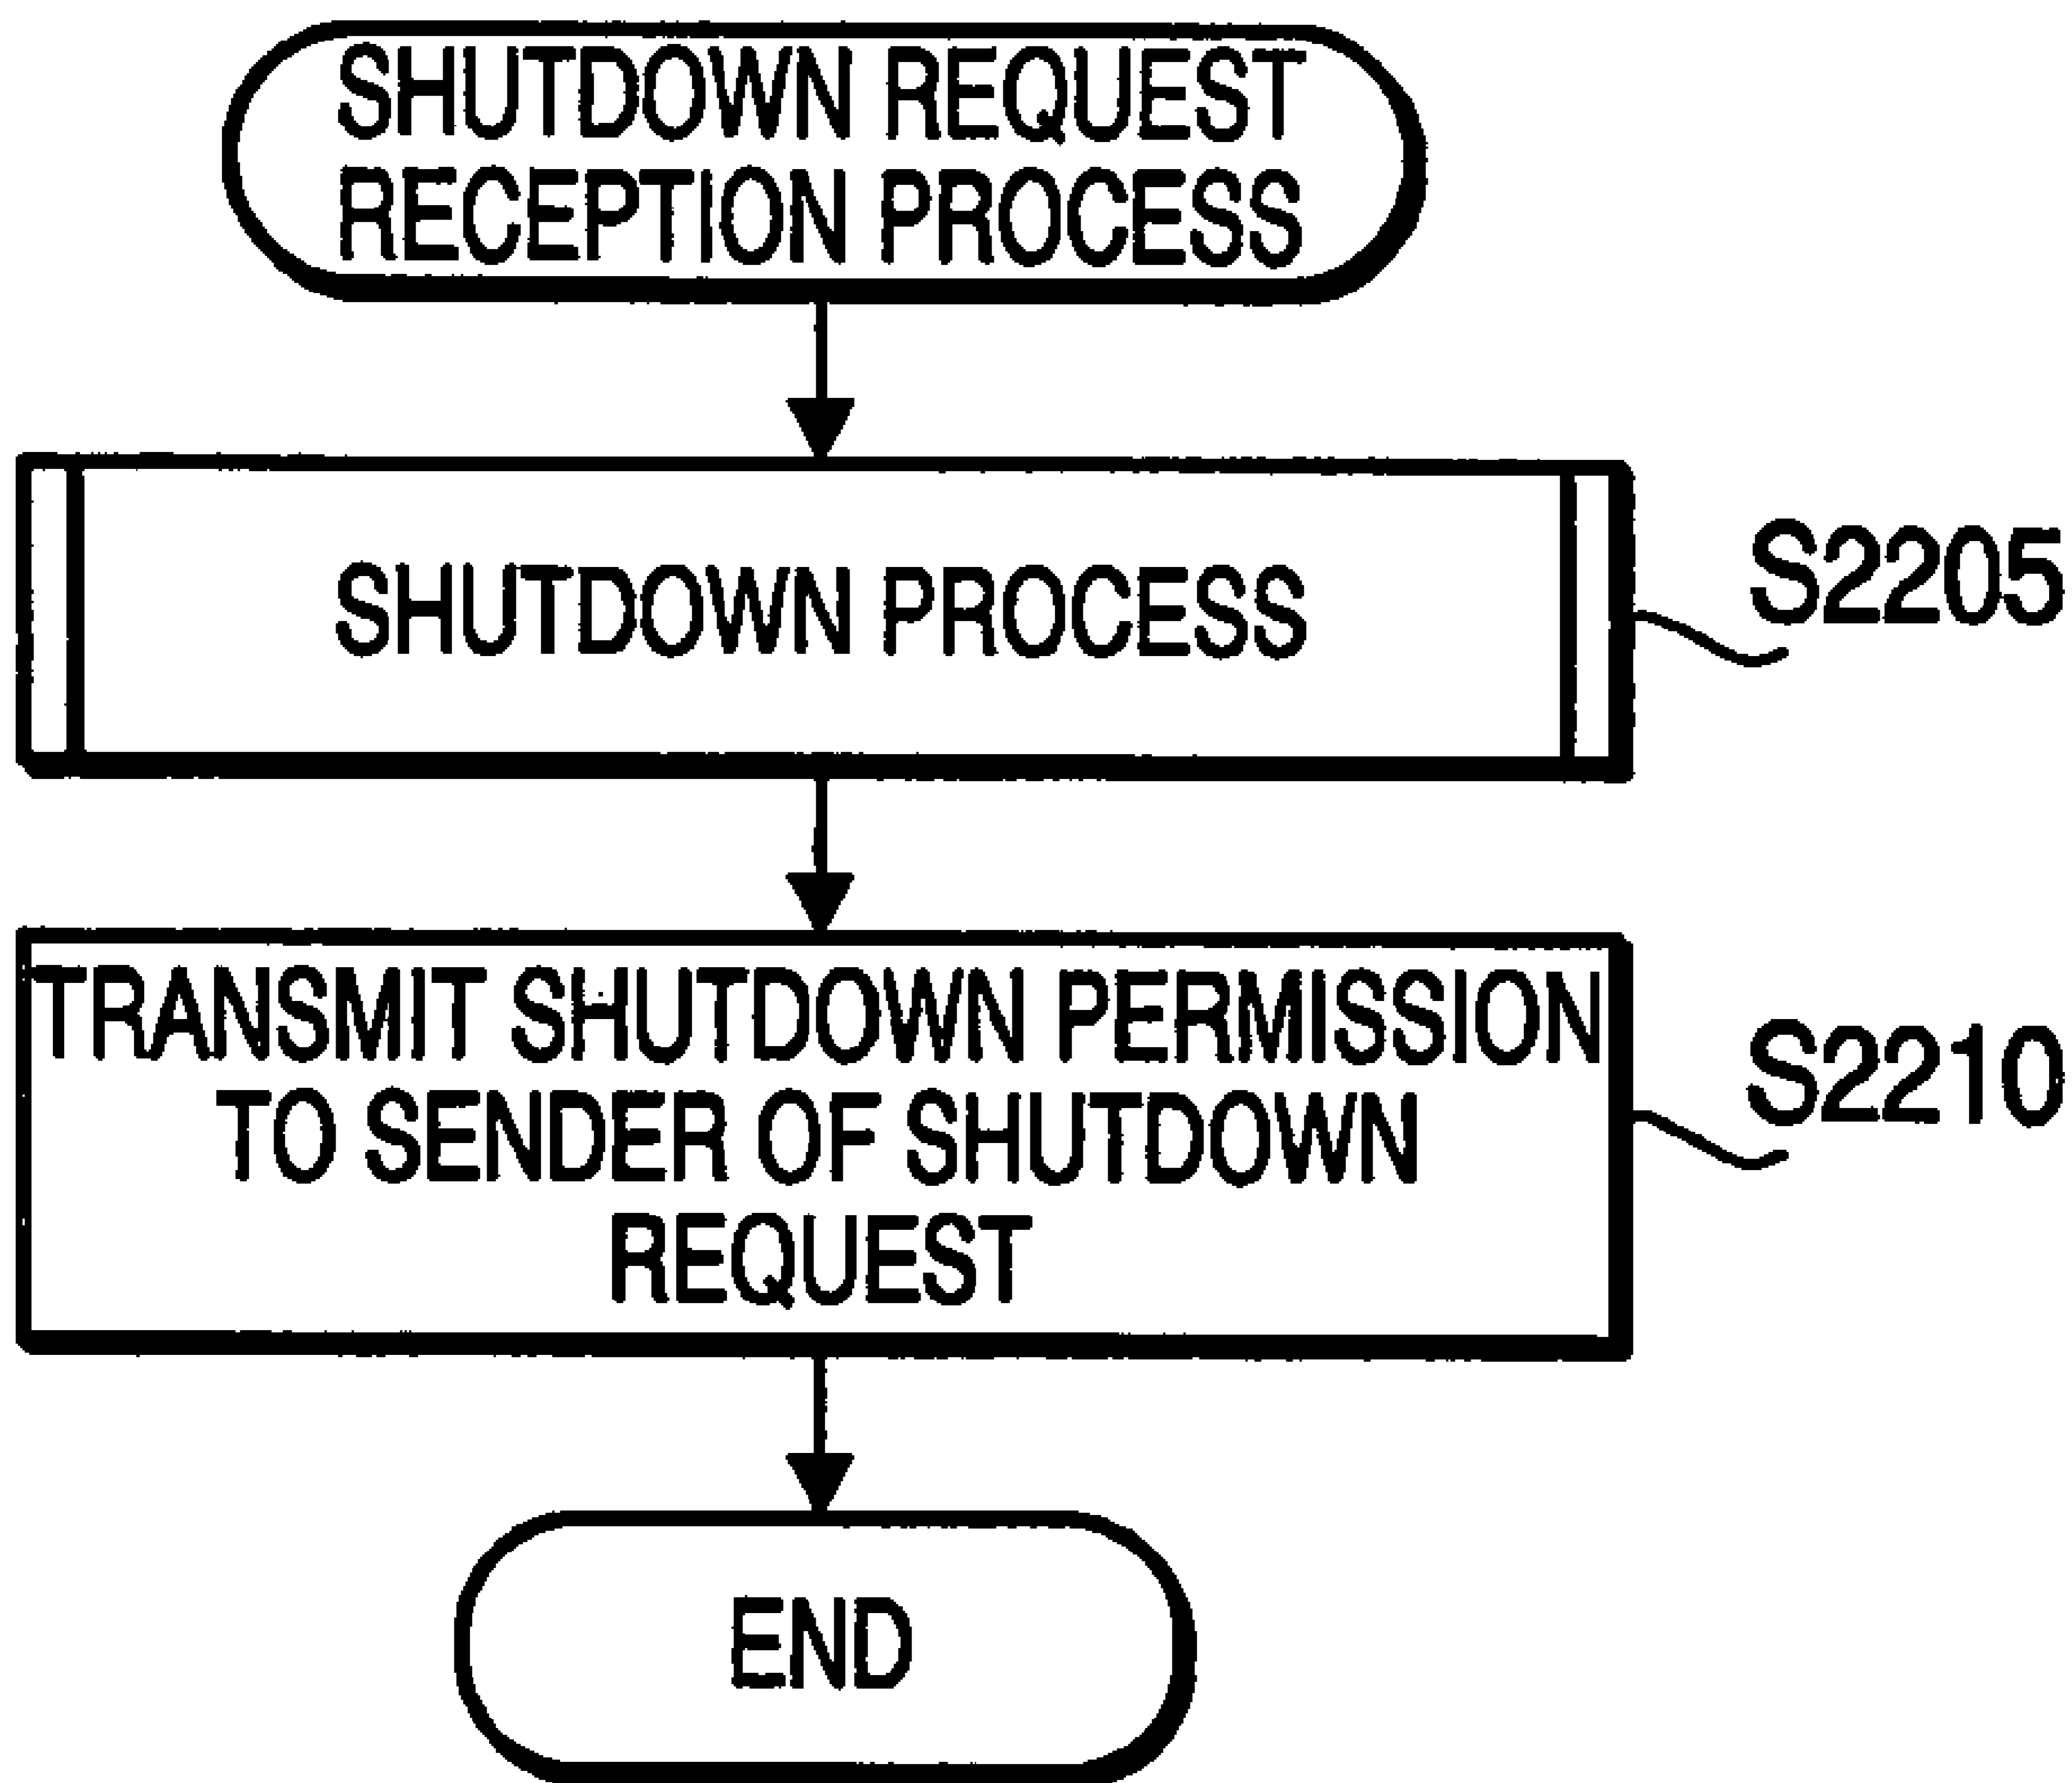 SHUTDOWN REQUEST
RECEPTION PROCESS
SHUTDOWN PROCESS
S2205
TRANSMIT SHUTDOWN PERMISSION
TO SENDER OF SHUTDOWN
REQUEST
S2210
END